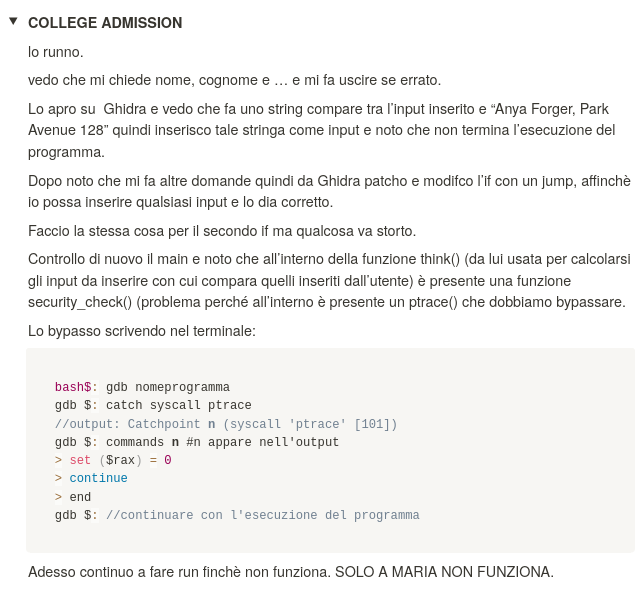 COLLEGE ADMISSION
lo runno.
vedo che mi chiede nome, cognome e … e mi fa uscire se errato.
Lo apro su  Ghidra e vedo che fa uno string compare tra l'input inserito e “Anya Forger, Park
Avenue 128” quindi inserisco tale stringa come input e noto che non termina l'esecuzione del
programma.
Dopo noto che mi fa altre domande quindi da Ghidra patcho e modifco l'if con un jump, affinchè
io possa inserire qualsiasi input e lo dia corretto.
Faccio la stessa cosa per il secondo if ma qualcosa va storto.
Controllo di nuovo il main e noto che all'interno della funzione think() (da lui usata per calcolarsi
gli input da inserire con cui compara quelli inseriti dall'utente) è presente una funzione
security_check() (problema perché all'interno è presente un ptrace() che dobbiamo bypassare.
Lo bypasso scrivendo nel terminale:
bash$: gdb nomeprogramma
gdb $: catch syscall ptrace
//output: Catchpoint n (syscall 'ptrace' [101])
gdb $: commands n #n appare nell'output
> set ($rax) = 0
> continue
> end
gdb $: //continuare con l'esecuzione del programma
Adesso continuo a fare run finchè non funziona. SOLO A MARIA NON FUNZIONA.